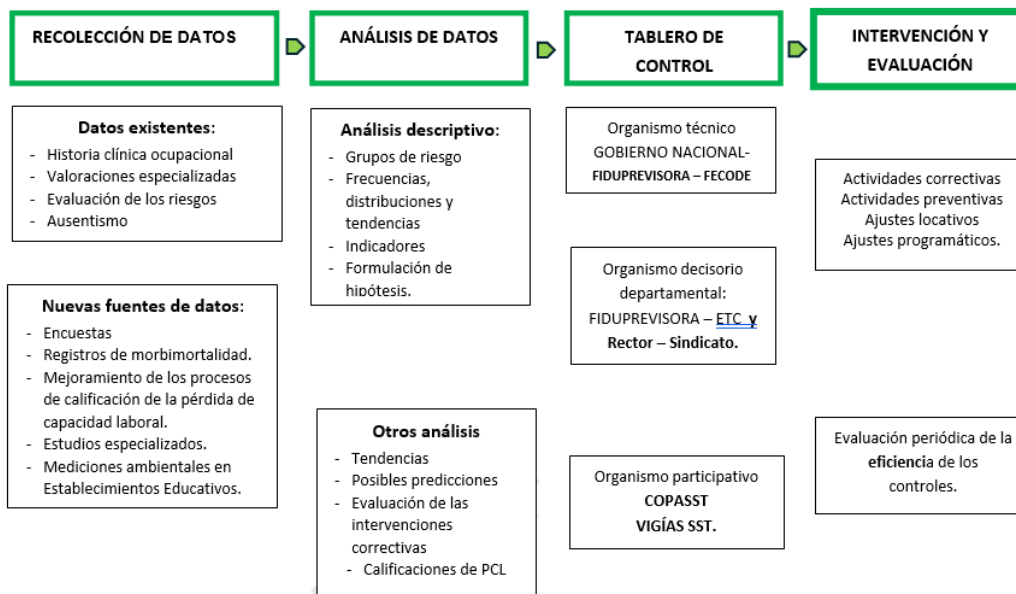 RECOLECCIÓN DE DATOS
Datos existentes:
- Historia clínica ocupacional
- Valoraciones especializadas
- Evaluación de los riesgos
- Ausentismo
Nuevas fuentes de datos:
- Encuestas
- Registros de morbimortalidad.
- Mejoramiento de los procesos
de calificación de la pérdida de
capacidad laboral.
- Estudios especializados.
- Mediciones ambientales en
Establecimientos Educativos.
ANÁLISIS DE DATOS
Análisis descriptivo:
- Grupos de riesgo
- Frecuencias,
distribuciones y
tendencias
- Indicadores
- Formulación de
hipótesis.
Otros análisis
- Tendencias
- Posibles predicciones
- Evaluación de las
intervenciones
correctivas
- Calificaciones de PCL
TABLERO DE
CONTROL
Organismo técnico
GOBIERNO NACIONAL-
FIDUPREVISORA – FECODE
Organismo decisorio
departamental:
FIDUPREVISORA – ETC y
Rector – Sindicato.
Organismo participativo
COPASST
VIGÍAS SST.
INTERVENCIÓN Y
EVALUACIÓN
Actividades correctivas
Actividades preventivas
Ajustes locativos
Ajustes programáticos.
Evaluación periódica de la
eficiencia de los
controles.